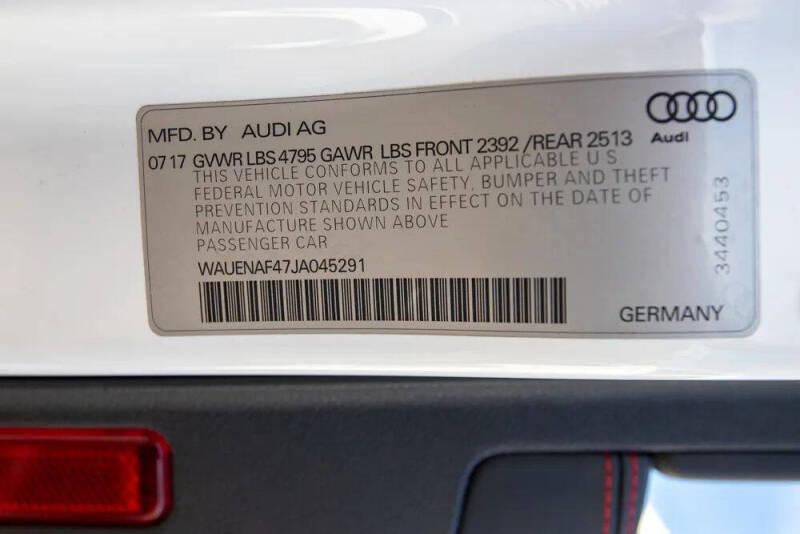 MFD. BY AUDI AG
Audi
07 17 GVWR LBS 4795 GAWR LBS FRONT 2392 /REAR 2513
THIS VEHICLE CONFORMS TO ALL APPLICABLE U S
FEDERAL MOTOR VEHICLE SAFETY, BUMPER AND THEFT
PREVENTION STANDARDS IN EFFECT ON THE DATE OF
MANUFACTURE SHOWN ABOVE
PASSENGER CAR
WAUENAF47JA045291
GERMANY
3440453